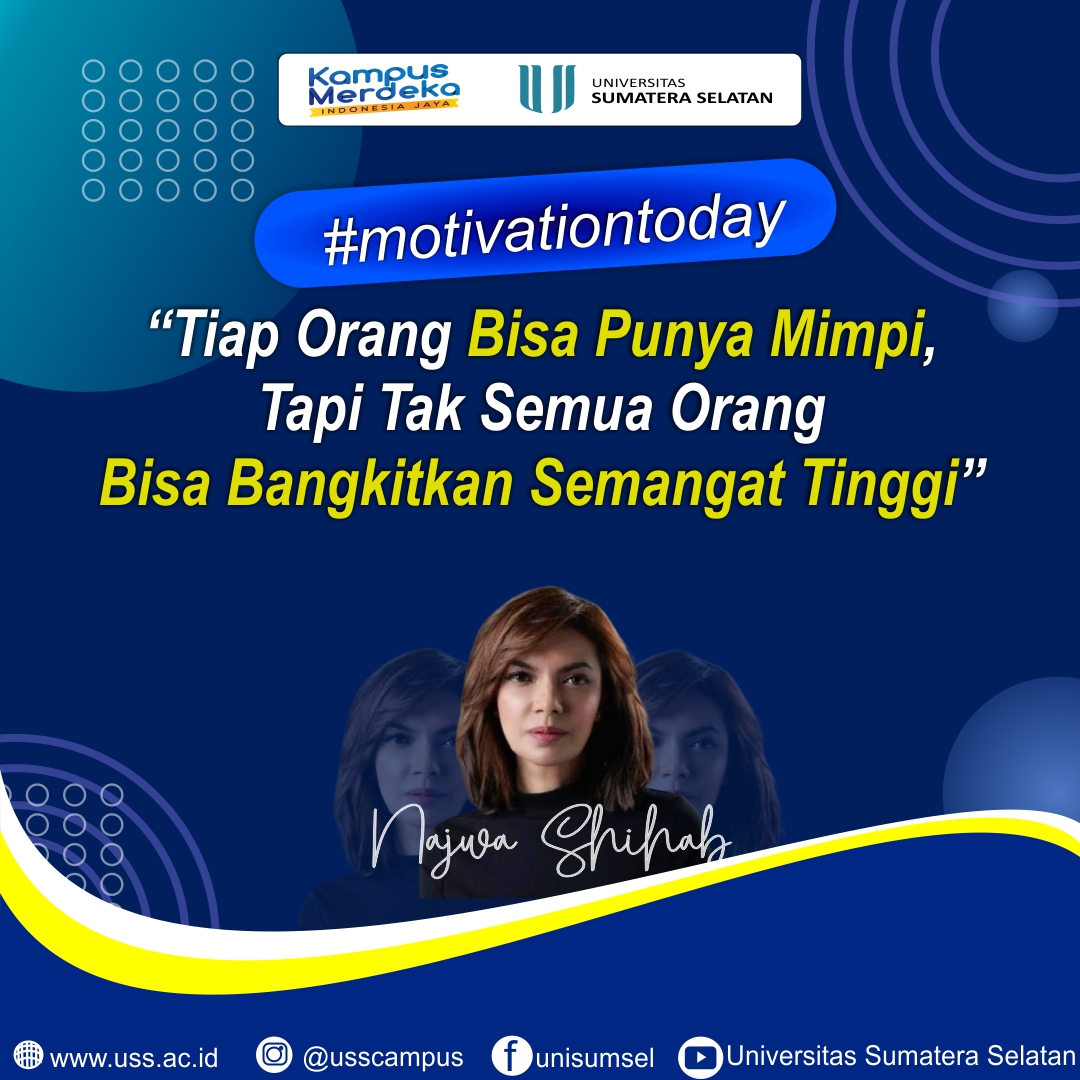 Kampus
Merdeka
INDONESIA JAYA
UNIVERSITAS
SUMATERA SELATAN
#motivationtoday
“Tiap Orang Bisa Punya Mimpi,
Tapi Tak Semua Orang
Bisa Bangkitkan Semangat Tinggi”
Najwa Shihab
www.uss.ac.id @usscampus unisumsel Universitas Sumatera Selatan